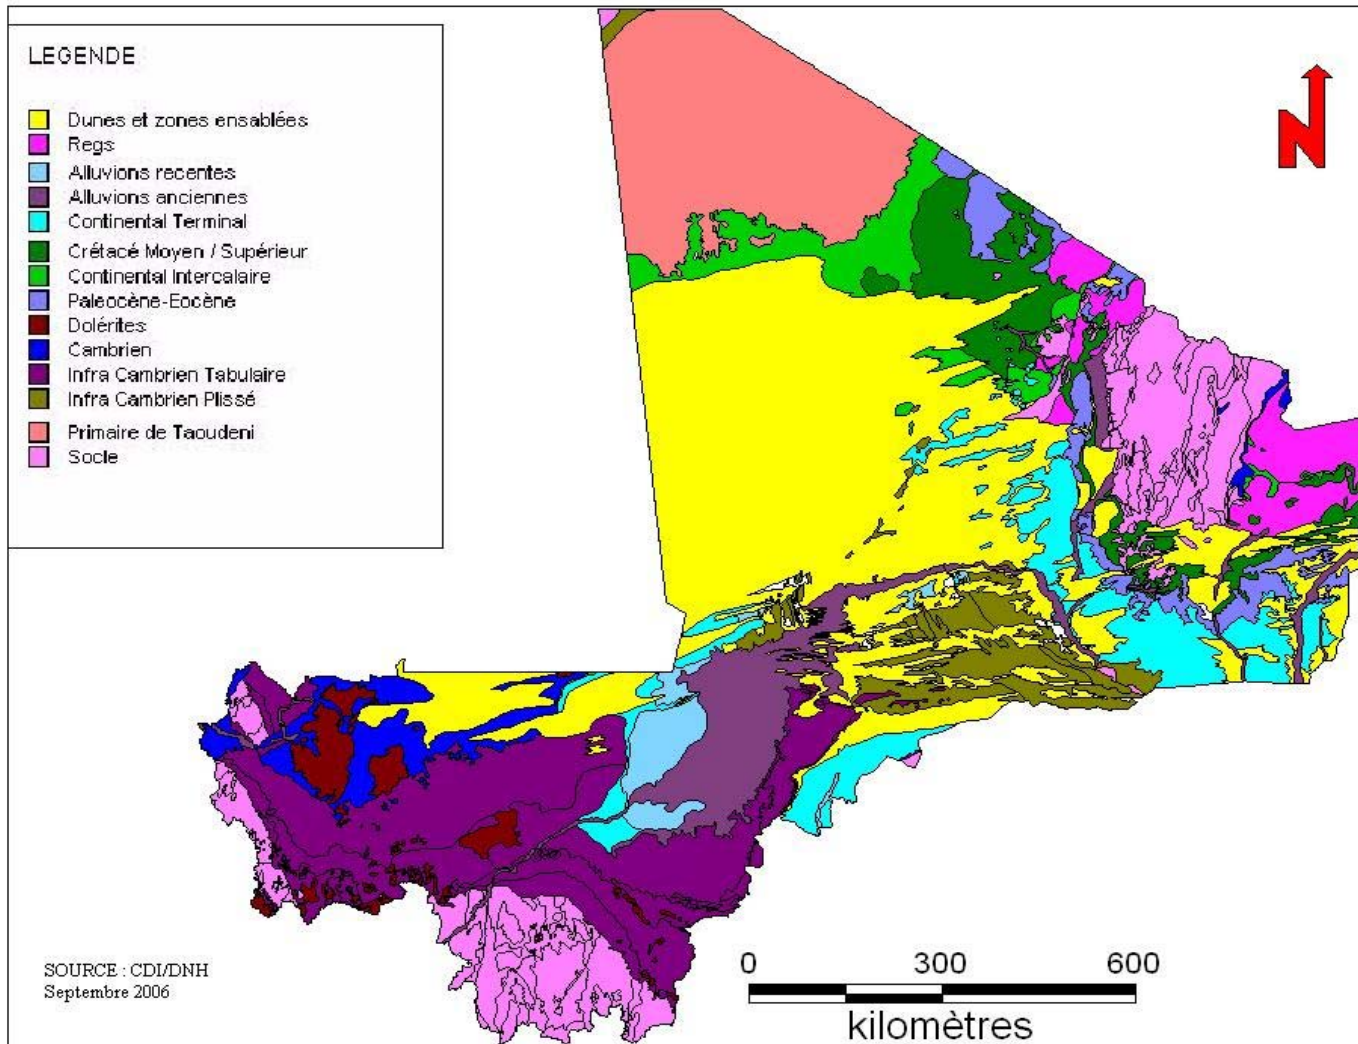 LEGENDE
Dunes et zones ensablées
Regs
Alluvions recentes
Alluvions anciennes
Continental Terminal
Crétacé Moyen / Supérieur
Continental Intercalaire
Paleocène-Eocène
Dolérites
Cambrien
Infra Cambrien Tabulaire
Infra Cambrien Plissé
Primaire de Taoudeni
Socle
N
SOURCE : CDI/DNH
Septembre 2006
0 300 600
kilomètres